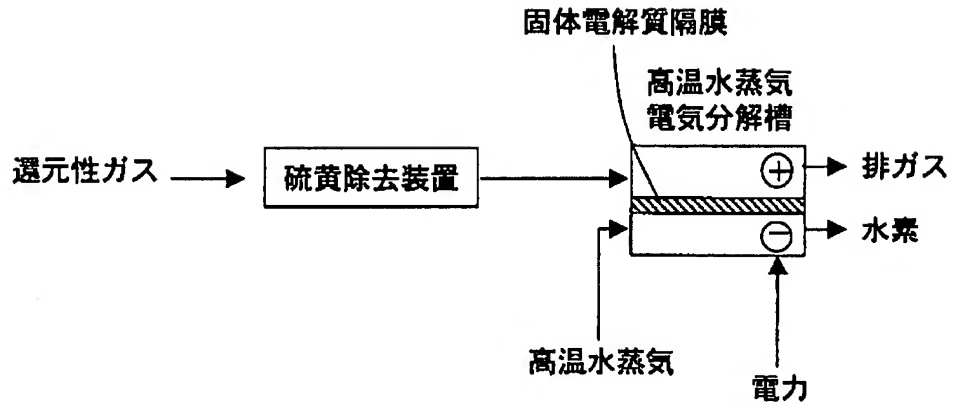 固体電解質隔膜
高温水蒸気
電気分解槽
還元性ガス
硫黄除去装置
+
排ガス
−
水素
高温水蒸気
電力